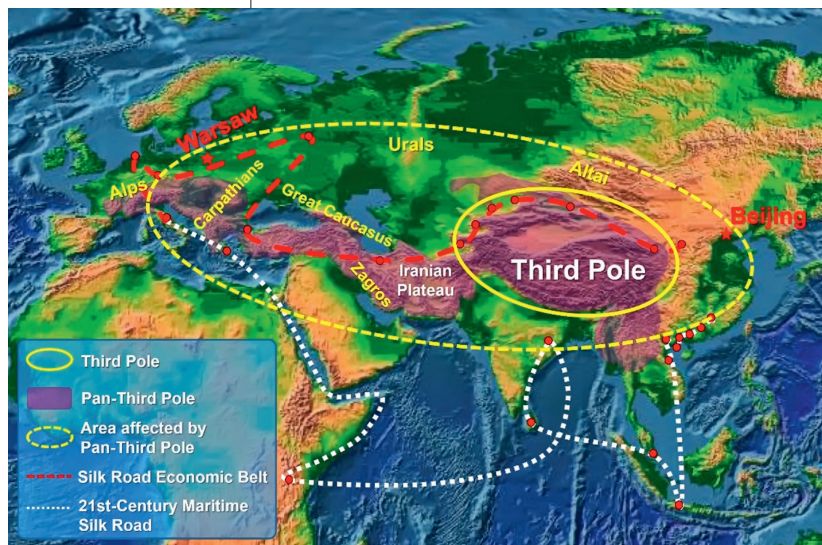 Warsaw
Urals
Alps
Carpathians
Altai
Great Caucasus
Beijing
Zagros
Iranian
Plateau
Third Pole
Third Pole
Pan-Third Pole
Area affected by
Pan-Third Pole
Silk Road Economic Belt
21st-Century Maritime
Silk Road